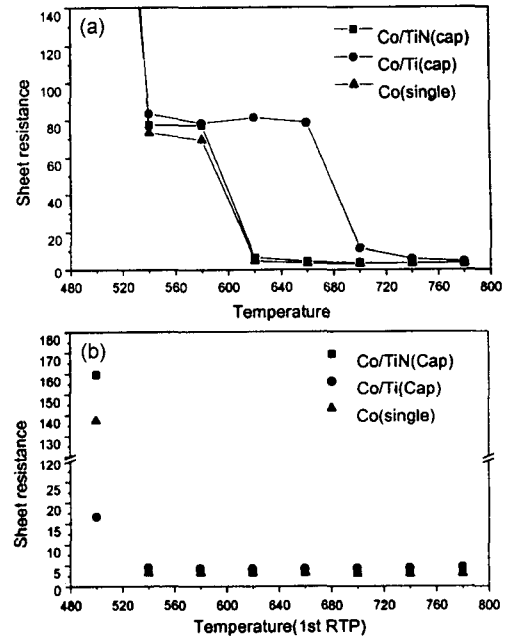 (a)
Co/TiN(cap)
Co/Ti(cap)
Co(single)
Sheet resistance
140
120
100
80
60
40
20
0
480 520 560 600 640 680 720 760 800
Temperature
(b)
Co/TiN(Cap)
Co/Ti(Cap)
Co(single)
Sheet resistance
180
170
160
150
140
130
120
25
20
15
10
5
0
480 520 560 600 640 680 720 760 800
Temperature(1st RTP)